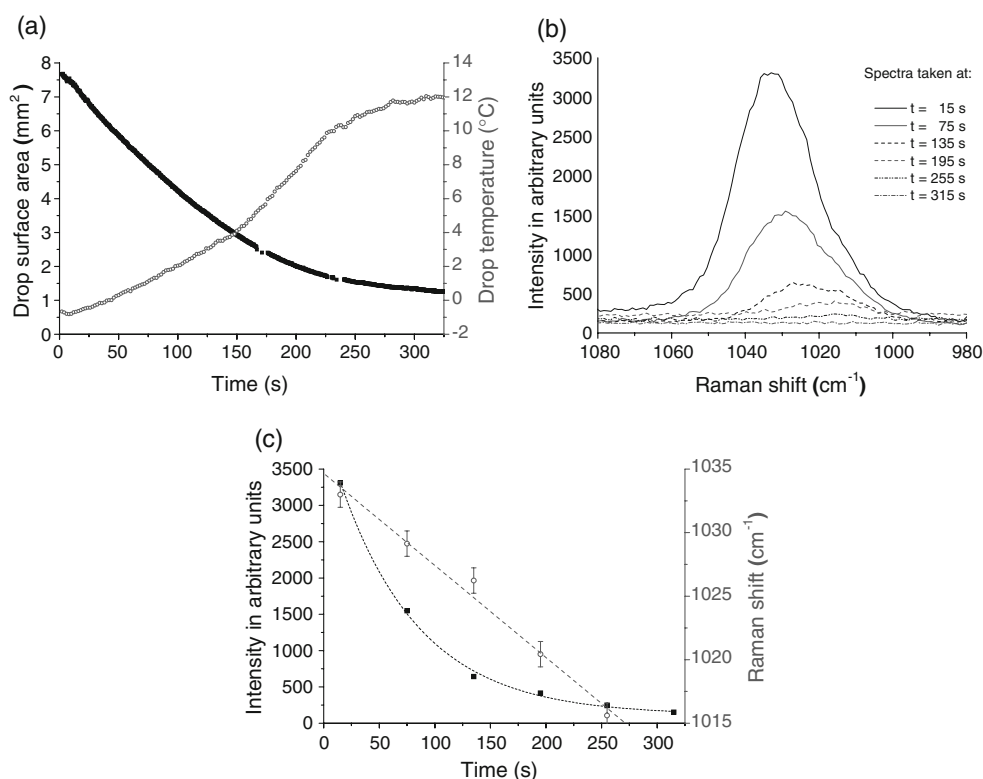 (a)
Drop surface area (mm²)
8
7
6
5
4
3
2
1
0
14
12
10
8
6
4
2
0
-2
Drop temperature (°C)
0 50 100 150 200 250 300
Time (s)
(b)
Intensity in arbitrary units
3500
3000
2500
2000
1500
1000
500
0
Spectra taken at:
t = 15 s
t = 75 s
t = 135 s
t = 195 s
t = 255 s
t = 315 s
1080 1060 1040 1020 1000 980
Raman shift (cm⁻¹)
(c)
Intensity in arbitrary units
3500
3000
2500
2000
1500
1000
500
0
1035
1030
1025
1020
1015
Raman shift (cm⁻¹)
0 50 100 150 200 250 300
Time (s)